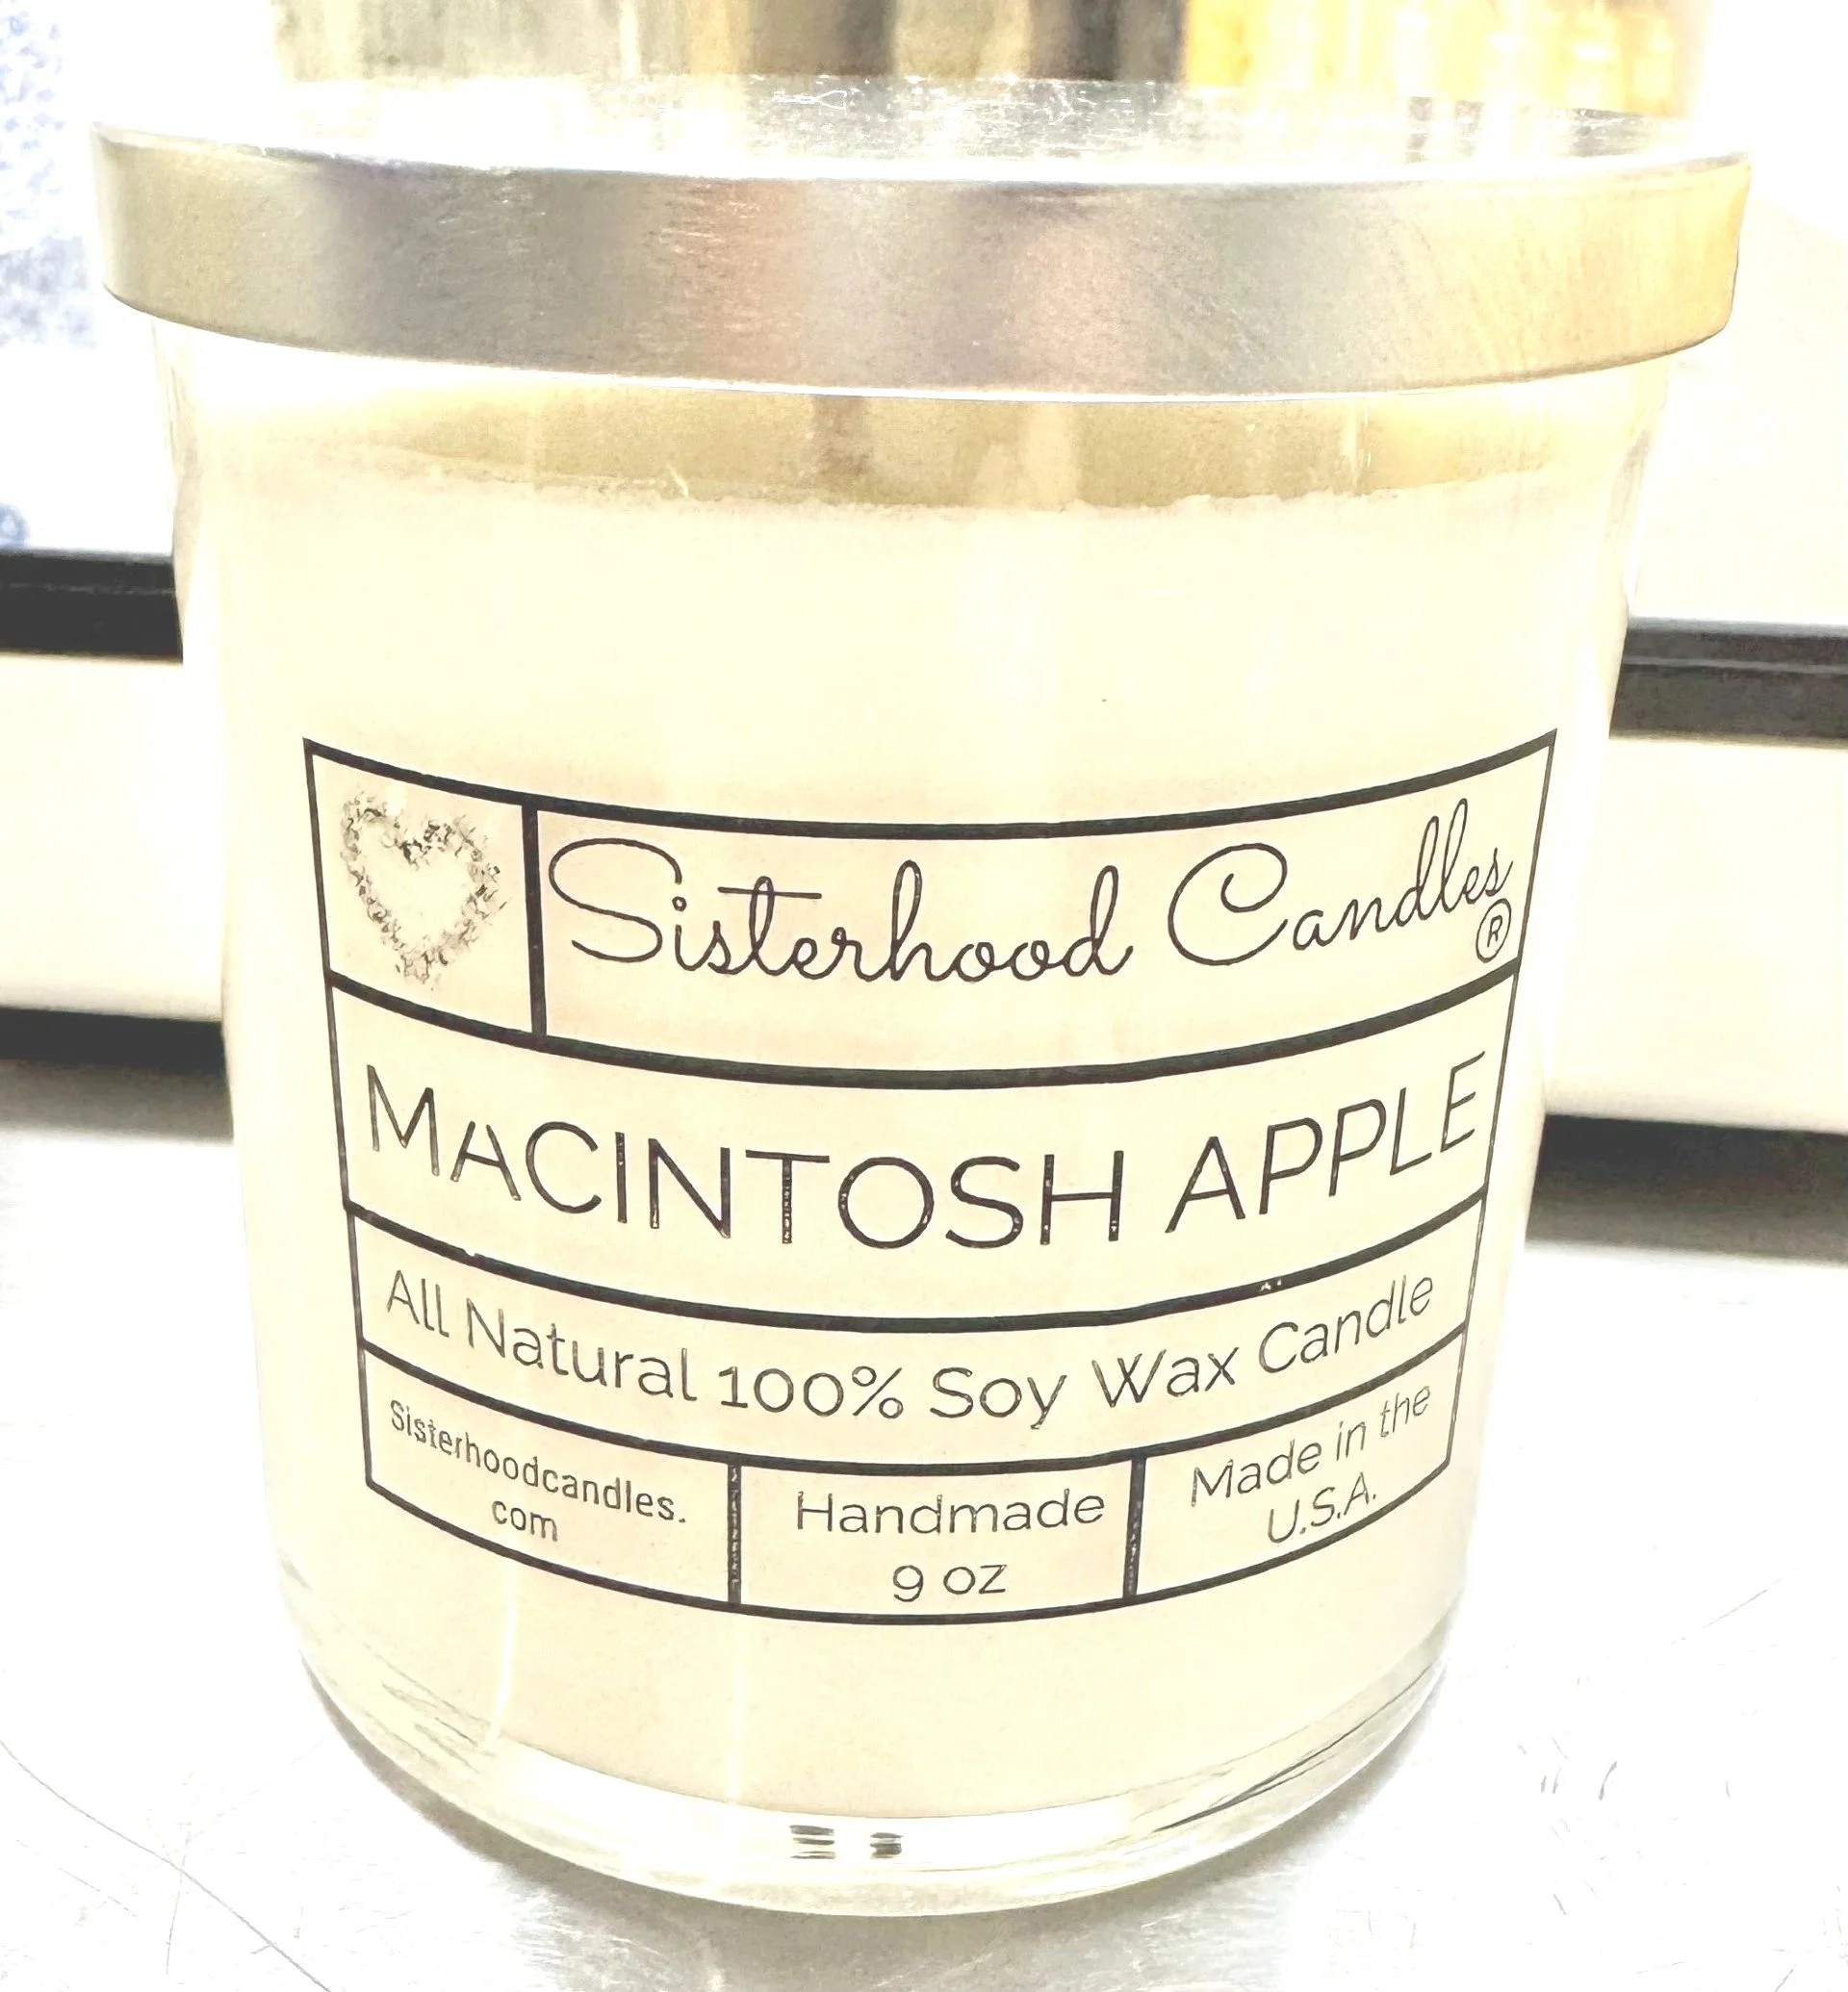 Sisterhood Candles®
MACINTOSH APPLE
All Natural 100% Soy Wax Candle
Sisterhoodcandles.
com
Handmade
9 oz
Made in the
U.S.A.